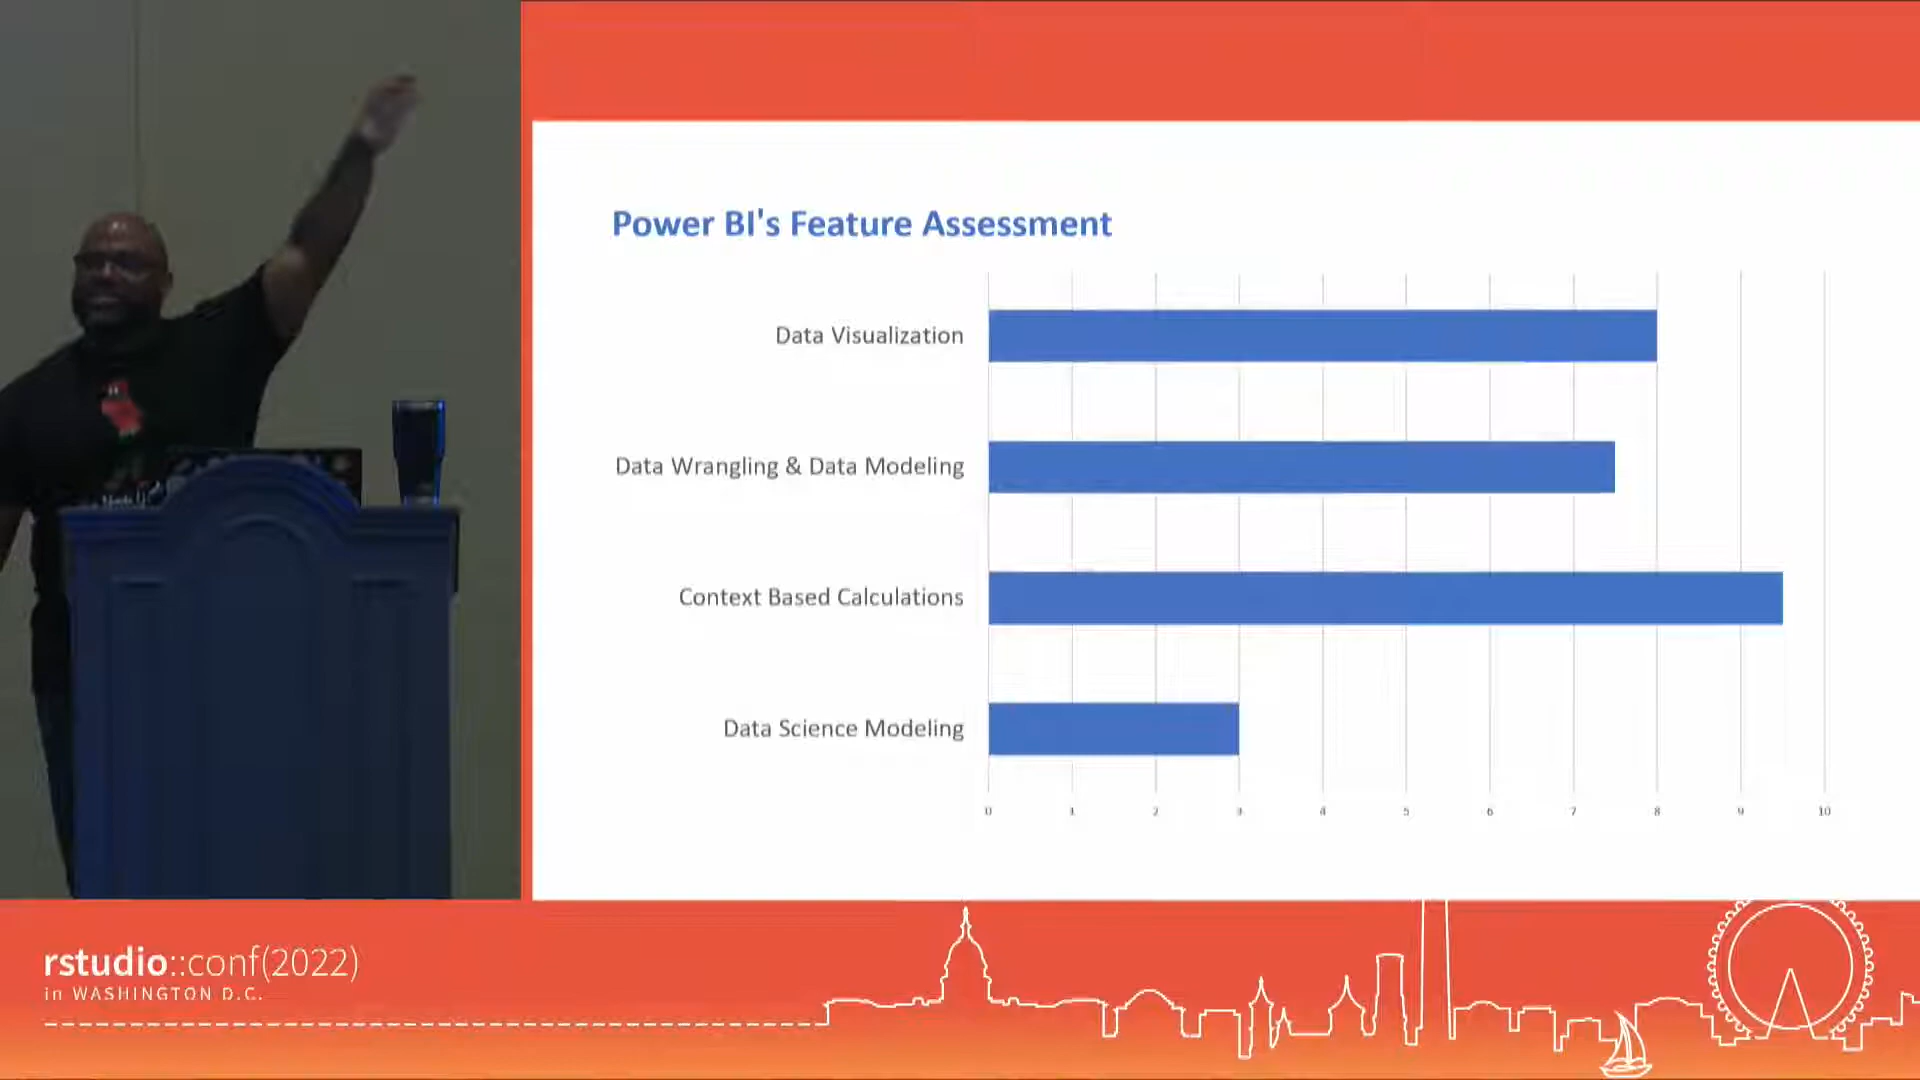 Power BI's Feature Assessment
Data Visualization
Data Wrangling & Data Modeling
Context Based Calculations
Data Science Modeling
0 1 2 3 4 5 6 7 8 9 10
rstudio::conf(2022)
in WASHINGTON D.C.